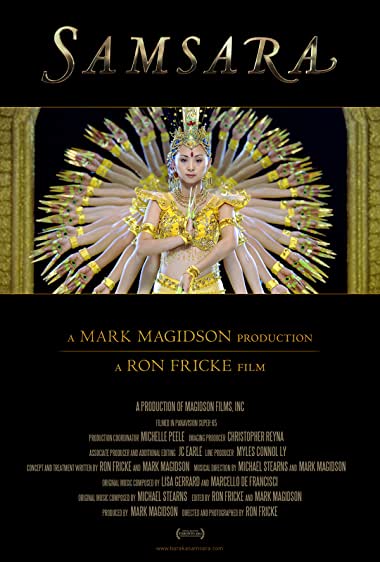 SAMSARA
A MARK MAGIDSON PRODUCTION
A RON FRICKE FILM
A PRODUCTION OF MAGIDSON FILMS, INC
FILMED IN PANAVISION SUPER-65
PRODUCTION COORDINATOR MICHELLE PEELE IMAGING PRODUCER CHRISTOPHER REYNA
ASSOCIATE PRODUCER AND ADDITIONAL EDITING JC EARLE LINE PRODUCER MYLES CONNOLLY
CONCEPT AND TREATMENT WRITTEN BY RON FRICKE AND MARK MAGIDSON MUSICAL DIRECTION BY MICHAEL STEARNS AND MARK MAGIDSON
ORIGINAL MUSIC COMPOSED BY LISA GERRARD AND MARCELLO DE FRANCISCI
ORIGINAL MUSIC COMPOSED BY MICHAEL STEARNS EDITED BY RON FRICKE AND MARK MAGIDSON
PRODUCED BY MARK MAGIDSON DIRECTED AND PHOTOGRAPHED BY RON FRICKE
www.barakasamsara.com